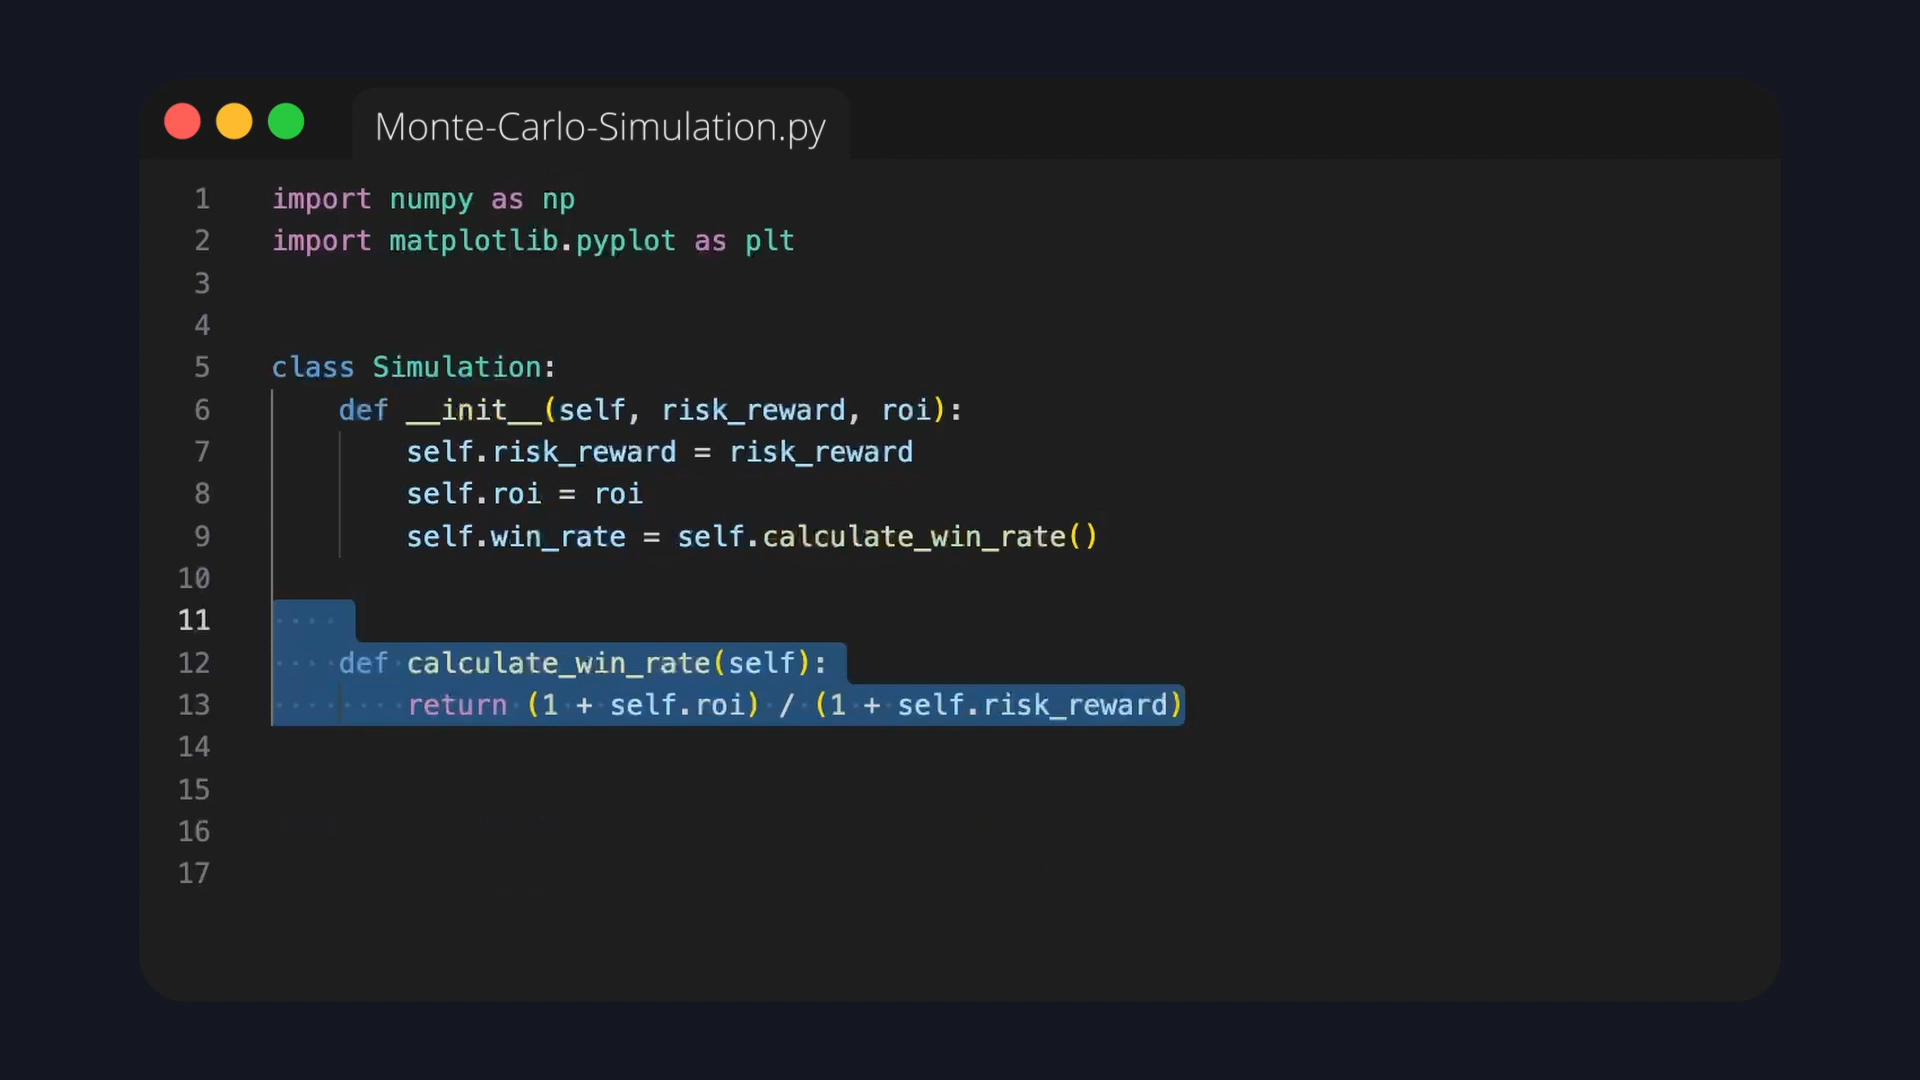 Monte-Carlo-Simulation.py
1 import numpy as np
2 import matplotlib.pyplot as plt
3
4
5 class Simulation:
6     def __init__(self, risk_reward, roi):
7         self.risk_reward = risk_reward
8         self.roi = roi
9         self.win_rate = self.calculate_win_rate()
10
11
12     def calculate_win_rate(self):
13         return (1 + self.roi) / (1 + self.risk_reward)
14
15
16
17